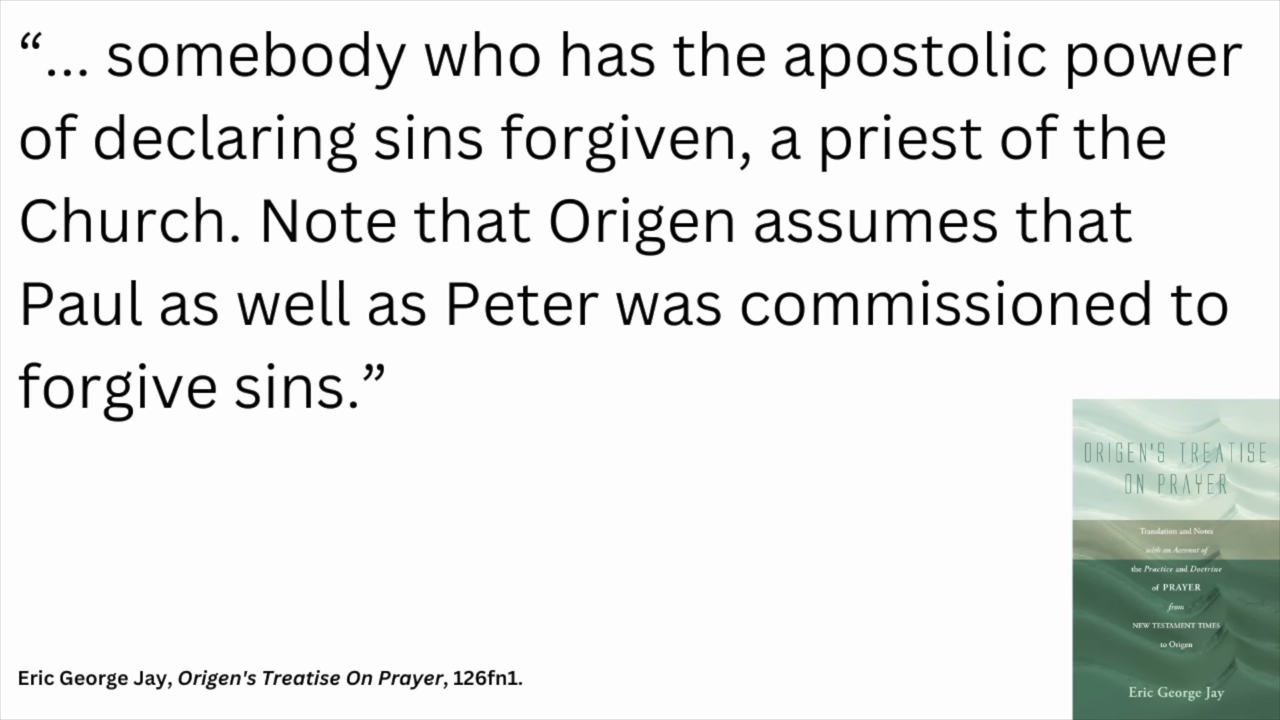 “... somebody who has the apostolic power
of declaring sins forgiven, a priest of the
Church. Note that Origen assumes that
Paul as well as Peter was commissioned to
forgive sins.”
ORIGEN'S TREATISE
ON PRAYER
Translation and Notes
with an Account of
the Practice and Doctrine
of PRAYER
from
NEW TESTAMENT TIMES
to Origen
Eric George Jay
Eric George Jay, Origen's Treatise On Prayer, 126fn1.